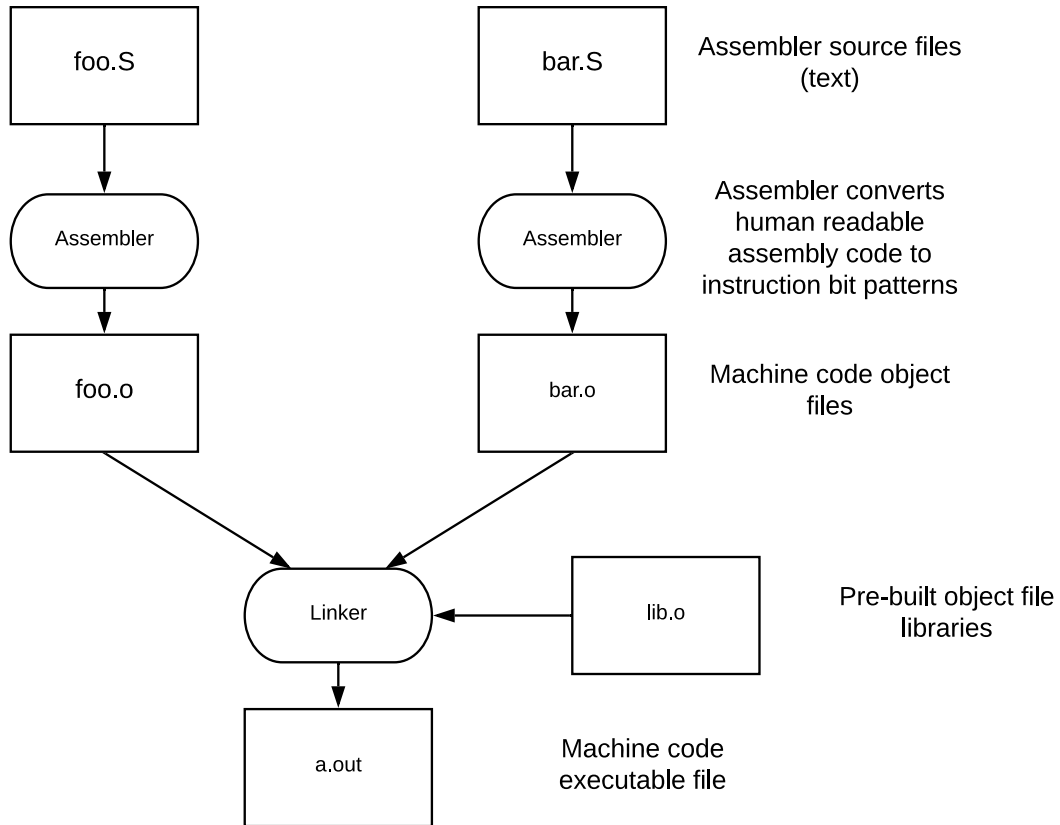 foo.S
bar.S
Assembler source files
(text)
Assembler
Assembler
Assembler converts
human readable
assembly code to
instruction bit patterns
foo.o
bar.o
Machine code object
files
Linker
lib.o
Pre-built object file
libraries
a.out
Machine code
executable file